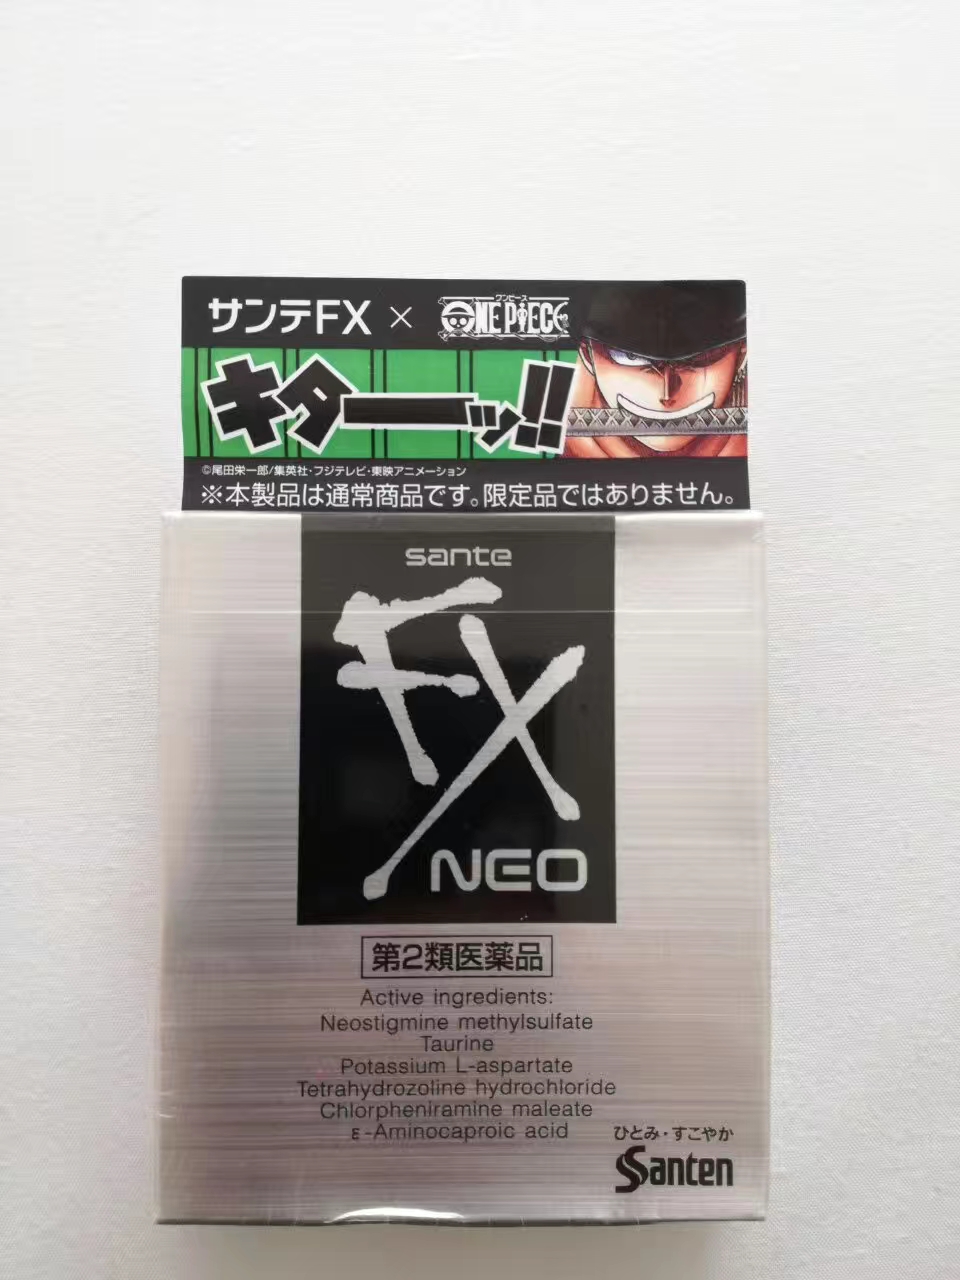 サンテFX × ONE PIECE
ワンピース
キターーッ!!
©尾田栄一郎/集英社・フジテレビ・東映アニメーション
※本製品は通常商品です。限定品ではありません。
sante
FX
NEO
第2類医薬品
Active ingredients:
Neostigmine methylsulfate
Taurine
Potassium L-aspartate
Tetrahydrozoline hydrochloride
Chlorpheniramine maleate
ε-Aminocaproic acid
ひとみ・すこやか
Santen